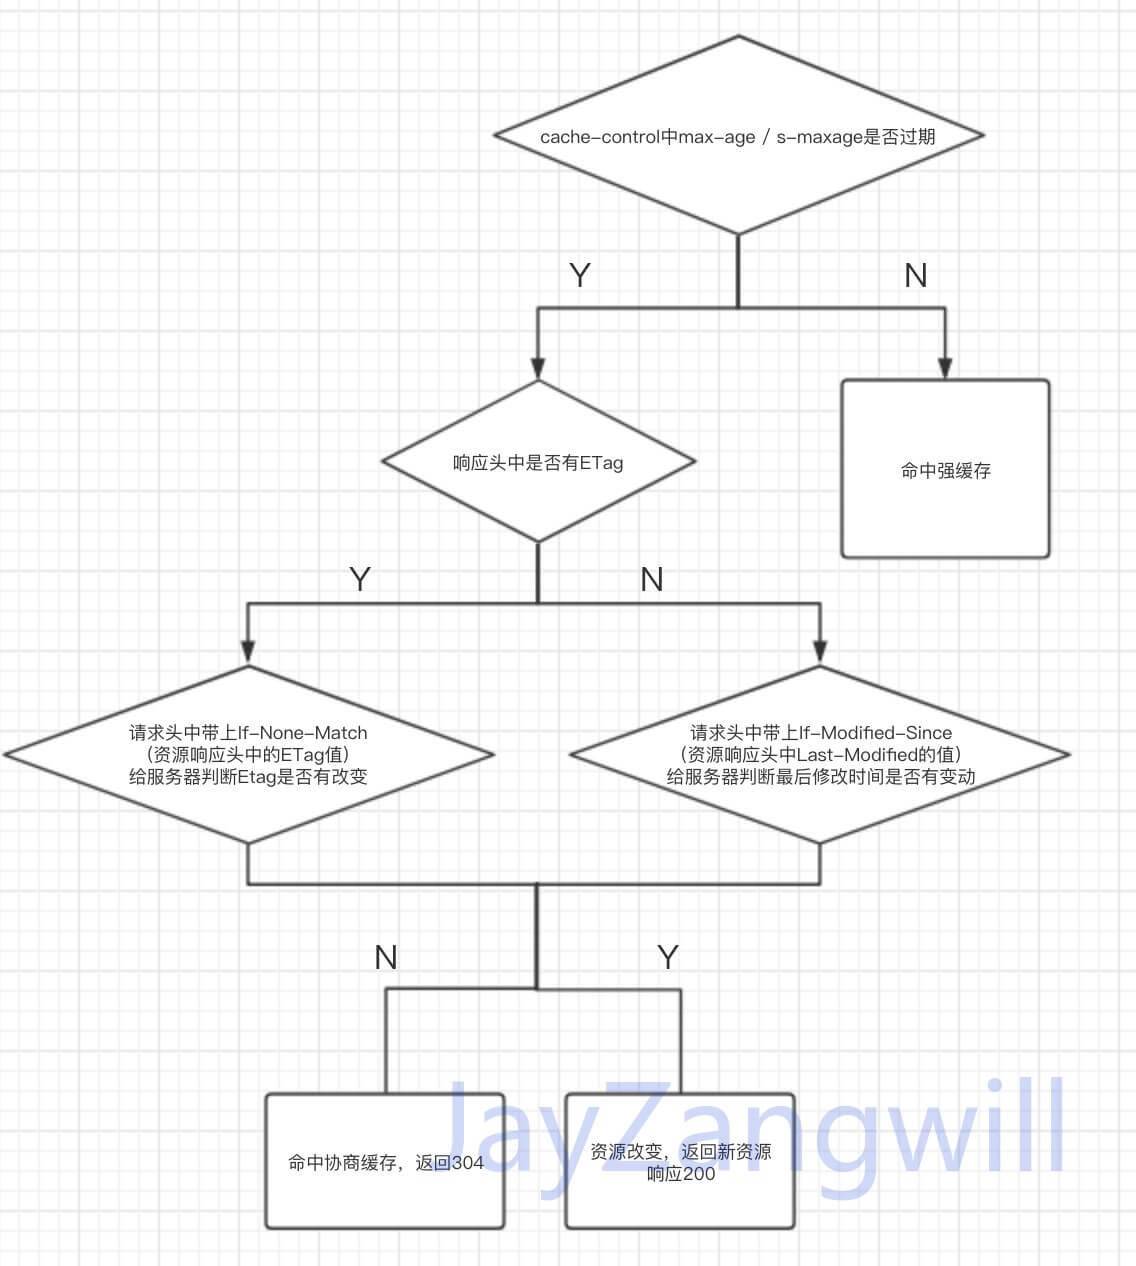 cache-control中max-age / s-maxage是否过期
Y
N
响应头中是否有ETag
命中强缓存
Y
N
请求头中带上If-None-Match
（资源响应头中的ETag值）
给服务器判断Etag是否有改变
请求头中带上If-Modified-Since
（资源响应头中Last-Modified的值）
给服务器判断最后修改时间是否有变动
N
Y
命中协商缓存，返回304
资源改变，返回新资源
响应200
JayZangwill